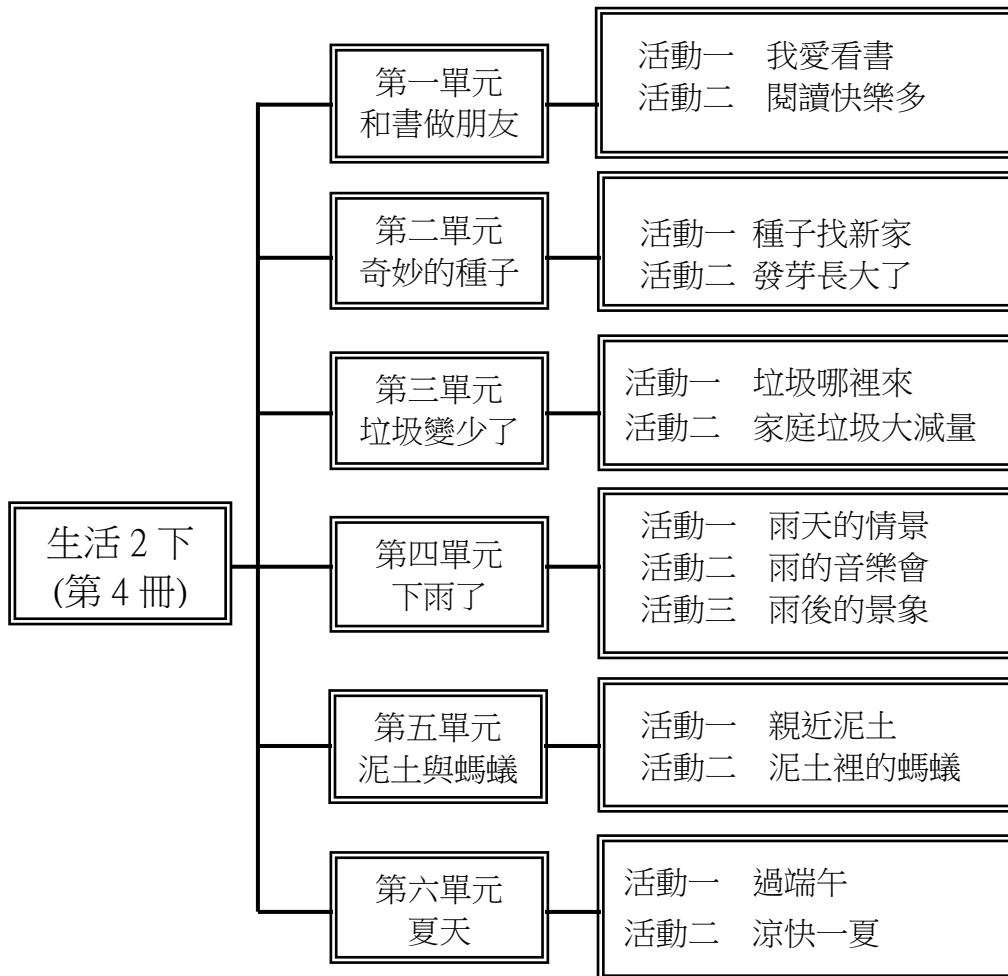 生活 2 下
(第 4 冊)
第一單元
和書做朋友
活動一 我愛看書
活動二 閱讀快樂多
第二單元
奇妙的種子
活動一 種子找新家
活動二 發芽長大了
第三單元
垃圾變少了
活動一 垃圾哪裡來
活動二 家庭垃圾大減量
第四單元
下雨了
活動一 雨天的情景
活動二 雨的音樂會
活動三 雨後的景象
第五單元
泥土與螞蟻
活動一 親近泥土
活動二 泥土裡的螞蟻
第六單元
夏天
活動一 過端午
活動二 涼快一夏